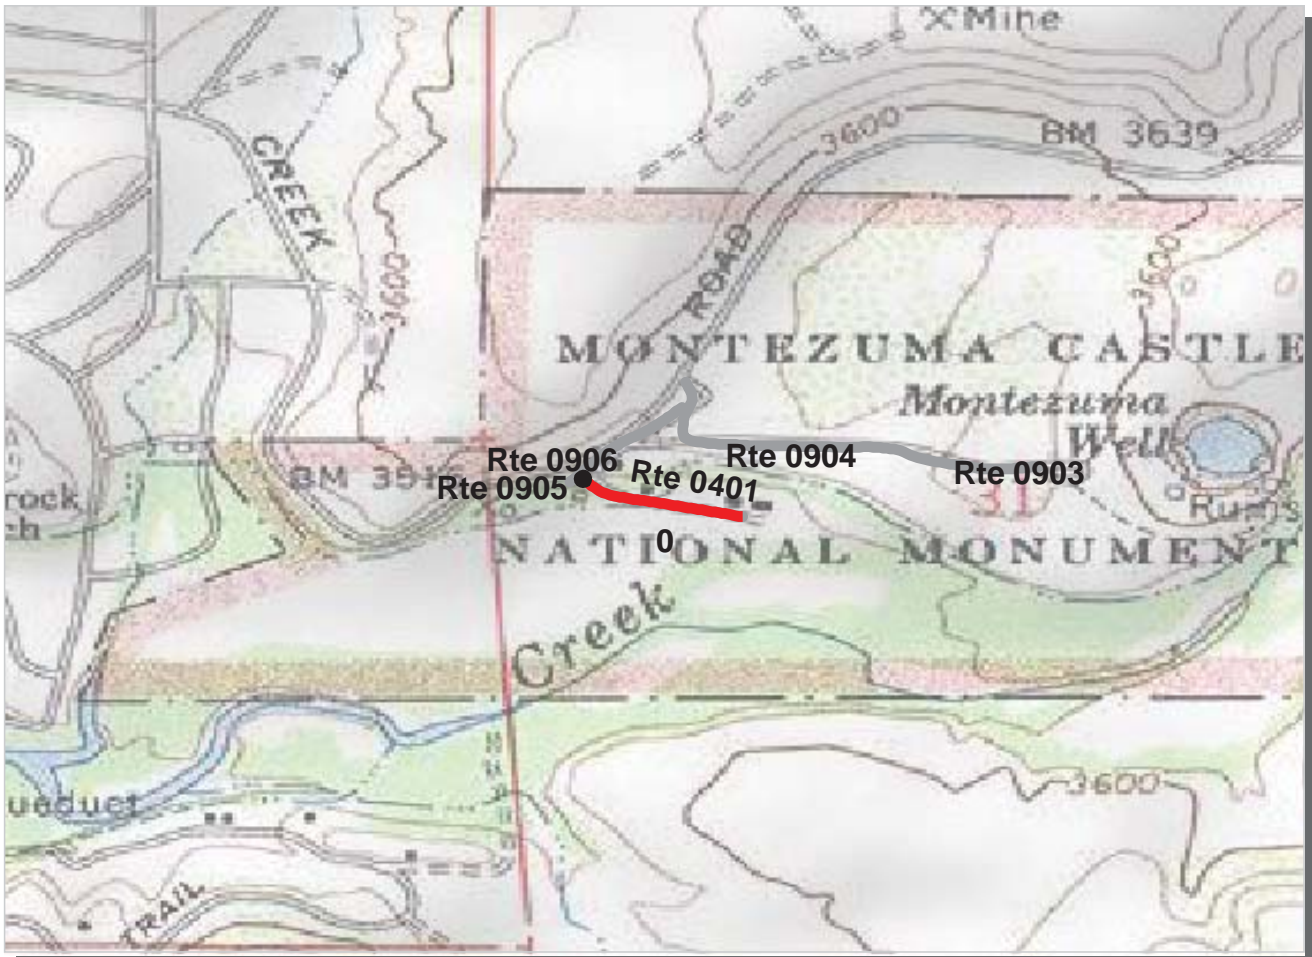 Mine
3600
BM 3639
CREEK
3600
3600
ROAD
MONTEZUMA CASTLE
Montezuma
Well
Rte 0906
Rte 0905
Rte 0401
Rte 0904
Rte 0903
31
Ruins
rock
0
NATIONAL MONUMENT
Creek
3600
TRAIL